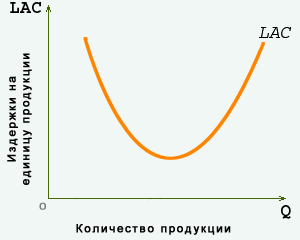 LAC
LAC
Издержки на
единицу продукции
O
Q
Количество продукции